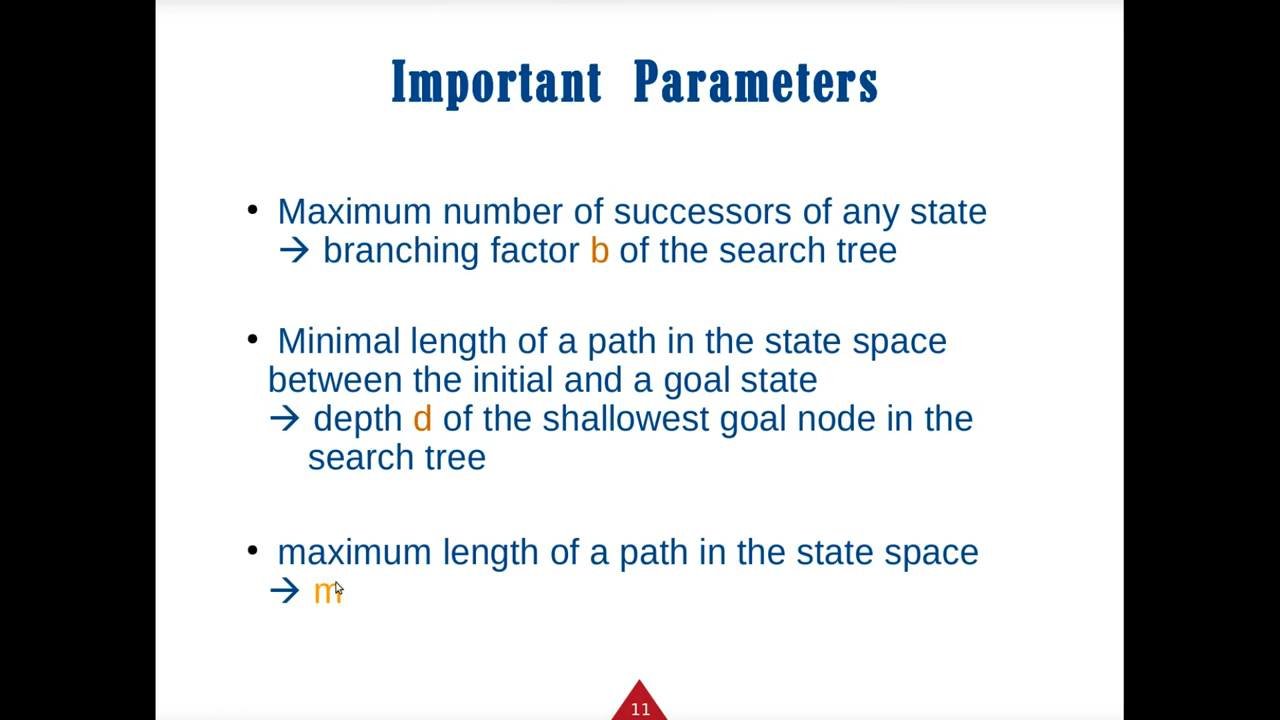 Important Parameters
• Maximum number of successors of any state
→ branching factor b of the search tree
• Minimal length of a path in the state space
between the initial and a goal state
→ depth d of the shallowest goal node in the
search tree
• maximum length of a path in the state space
→ m
11